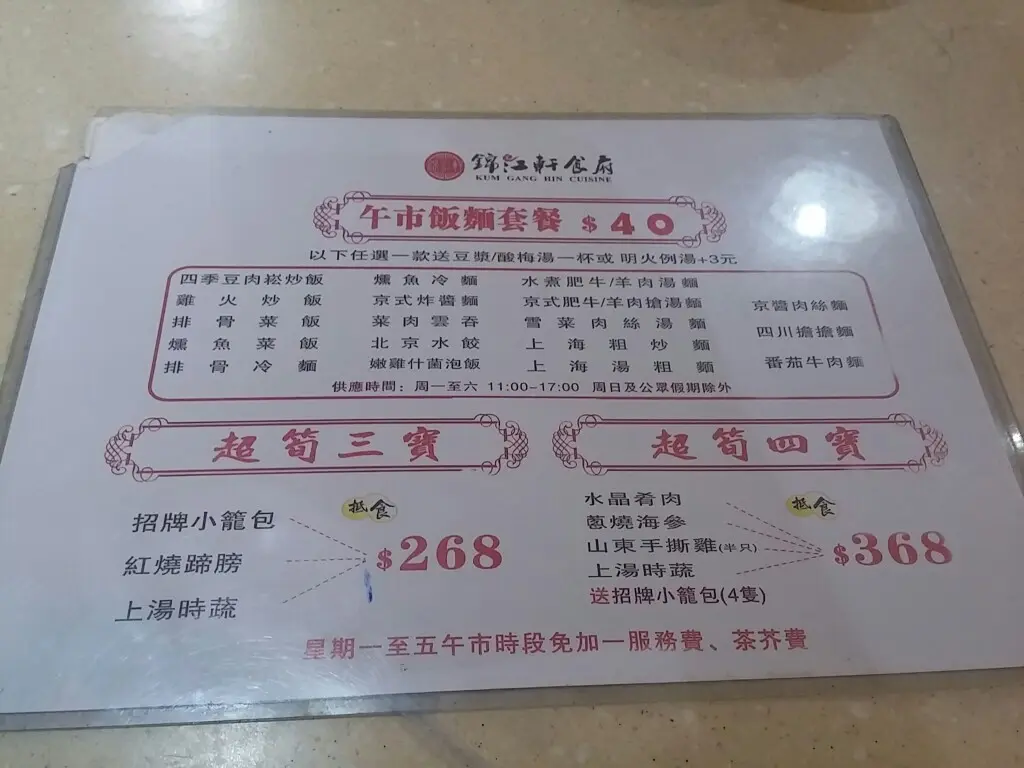 錦江軒食府
KUM GANG HIN CUISINE
午市飯麵套餐 $40
以下任選一款送豆漿/酸梅湯一杯或 明火例湯+3元
四季豆肉崧炒飯 燻魚冷麵 水煮肥牛/羊肉湯麵
雞火炒飯 京式炸醬麵 京式肥牛/羊肉搶湯麵 京醬肉絲麵
排骨菜飯 菜肉雲吞 雪菜肉絲湯麵
燻魚菜飯 北京水餃 上海粗炒麵 四川擔擔麵
排骨冷麵 嫩雞什菌泡飯 上海湯粗麵 番茄牛肉麵
供應時間：周一至六 11:00-17:00 周日及公眾假期除外
超筍三寶
抵食
招牌小籠包
紅燒蹄膀
上湯時蔬
$268
超筍四寶
抵食
水晶肴肉
蔥燒海參
山東手撕雞(半只)
上湯時蔬
送招牌小籠包(4隻)
$368
星期一至五午市時段免加一服務費、茶芥費